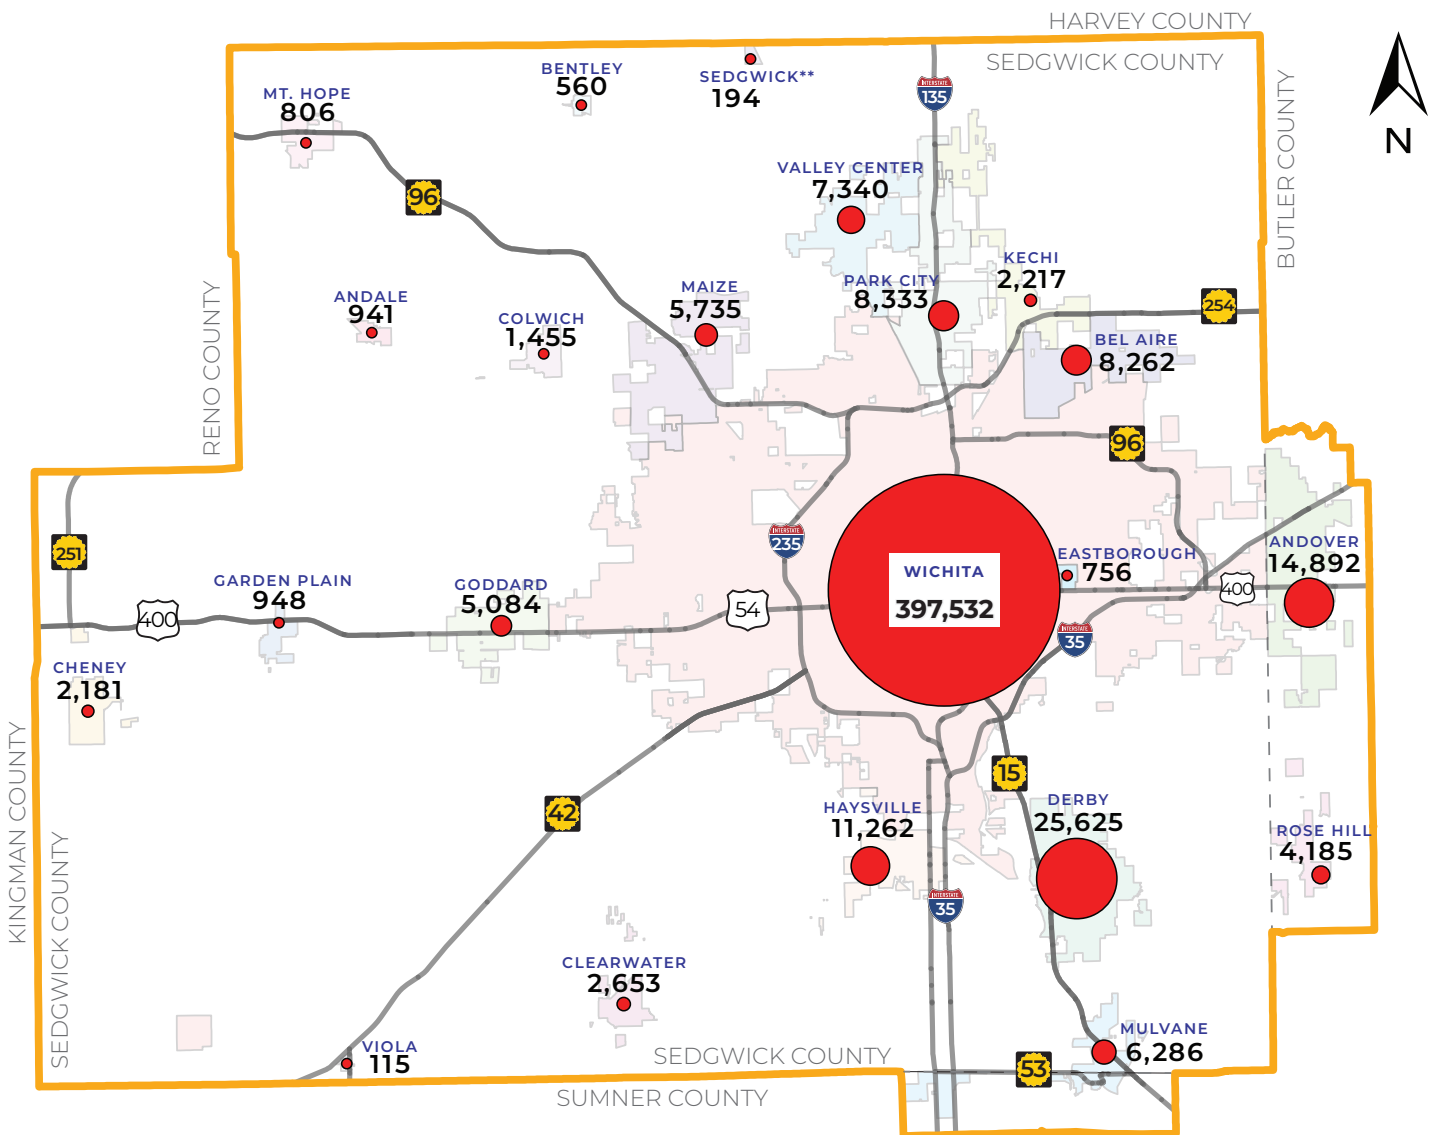 HARVEY COUNTY
SEDGWICK COUNTY
BUTLER COUNTY
N
SEDGWICK**
194
BENTLEY
560
MT. HOPE
806
INTERSTATE
135
96
VALLEY CENTER
7,340
KECHI
2,217
PARK CITY
8,333
254
MAIZE
5,735
ANDALE
941
COLWICH
1,455
BEL AIRE
8,262
RENO COUNTY
96
INTERSTATE
235
251
ANDOVER
14,892
EASTBOROUGH
756
WICHITA
397,532
GARDEN PLAIN
948
GODDARD
5,084
400
54
400
INTERSTATE
35
CHENEY
2,181
KINGMAN COUNTY
SEDGWICK COUNTY
15
42
HAYSVILLE
11,262
DERBY
25,625
ROSE HILL
4,185
INTERSTATE
35
CLEARWATER
2,653
VIOLA
115
SEDGWICK COUNTY
SUMNER COUNTY
53
MULVANE
6,286